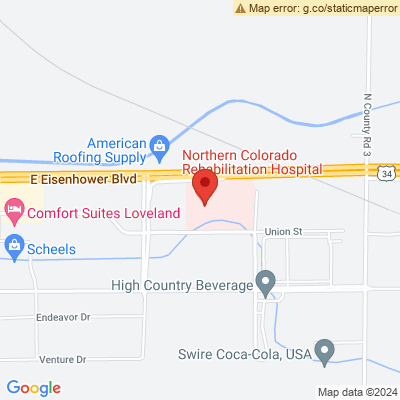 Map error: g.co/staticmaperror
N County Rd 3
American
Roofing Supply
Northern Colorado
Rehabilitation Hospital
E Eisenhower Blvd
34
Comfort Suites Loveland
Union St
Scheels
High Country Beverage
Endeavor Dr
Swire Coca-Cola, USA
Venture Dr
Google
Map data ©2024